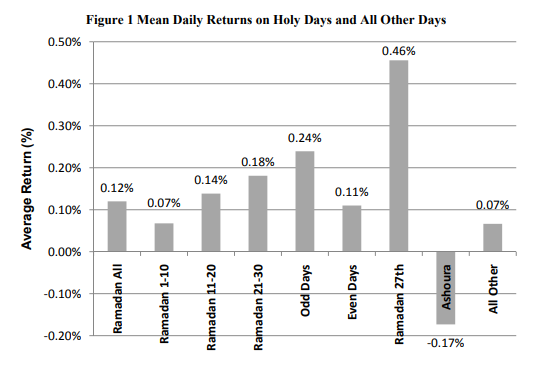 Figure 1 Mean Daily Returns on Holy Days and All Other Days
Average Return (%)
0.50%
0.40%
0.30%
0.20%
0.10%
0.00%
-0.10%
-0.20%
0.12%
0.07%
0.14%
0.18%
0.24%
0.11%
0.46%
-0.17%
0.07%
Ramadan All
Ramadan 1-10
Ramadan 11-20
Ramadan 21-30
Odd Days
Even Days
Ramadan 27th
Ashoura
All Other